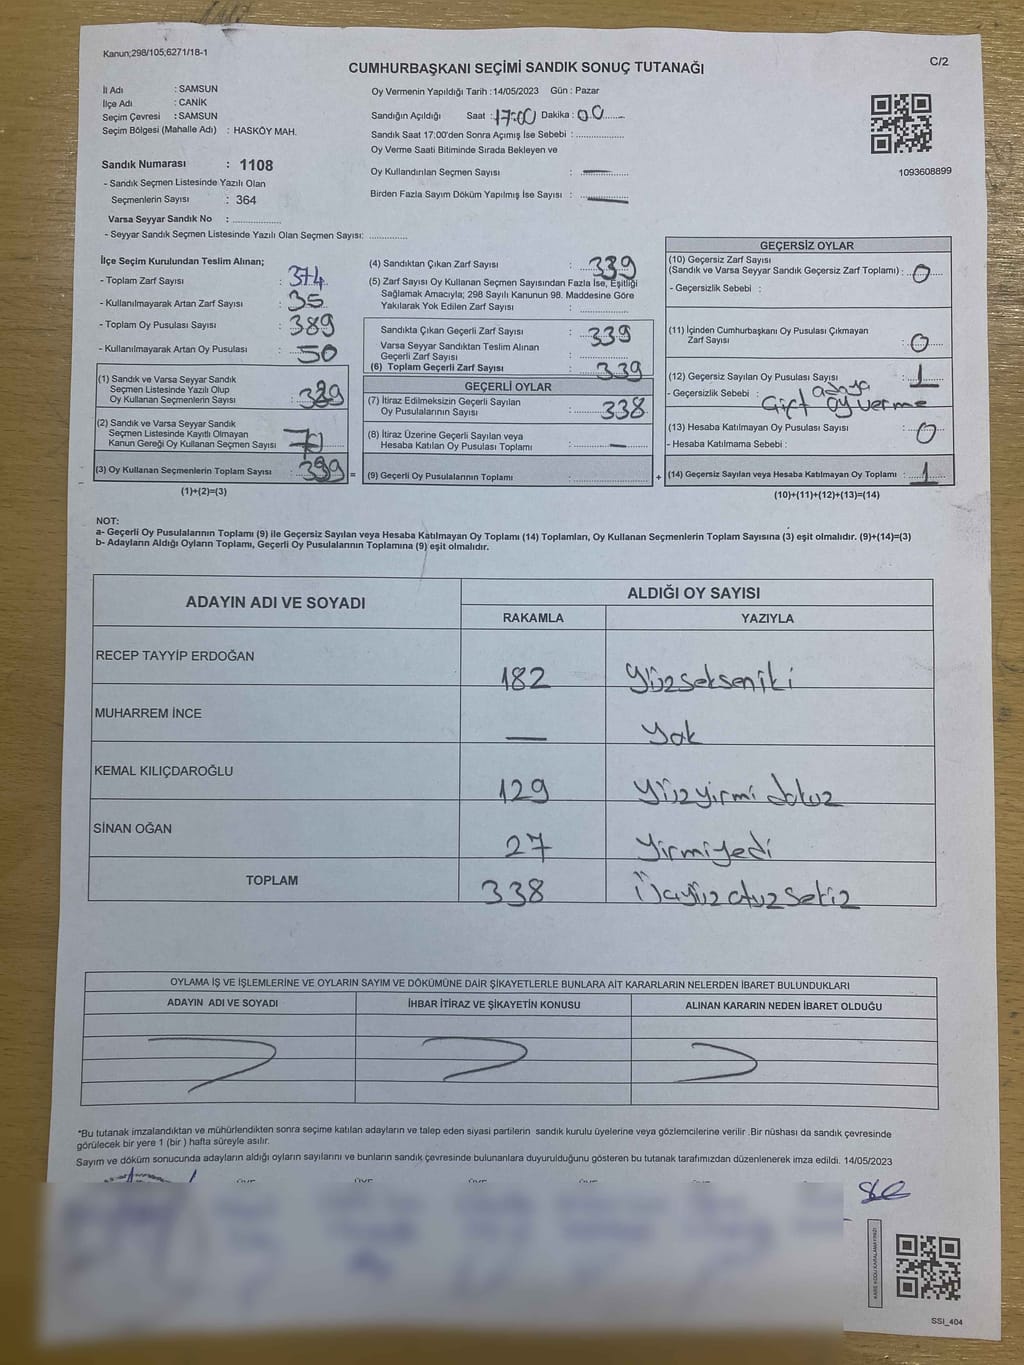 Kanun;298/105;6271/18-1
C/2
CUMHURBAŞKANI SEÇİMİ SANDIK SONUÇ TUTANAĞI
İl Adı : SAMSUN
İlçe Adı : CANİK
Seçim Çevresi : SAMSUN
Seçim Bölgesi (Mahalle Adı) : HASKÖY MAH.
Sandık Numarası : 1108
- Sandık Seçmen Listesinde Yazılı Olan
Seçmenlerin Sayısı : 364
Varsa Seyyar Sandık No : ..............
- Seyyar Sandık Seçmen Listesinde Yazılı Olan Seçmen Sayısı: ............
Oy Vermenin Yapıldığı Tarih : 14/05/2023 Gün : Pazar
Sandığın Açıldığı Saat : 17:00 Dakika : 00
Sandık Saat 17:00'den Sonra Açımış İse Sebebi : ..............
Oy Verme Saati Bitiminde Sırada Bekleyen ve
Oy Kullandırılan Seçmen Sayısı : —
Birden Fazla Sayım Döküm Yapılmış İse Sayısı : —
1093608899
İlçe Seçim Kurulundan Teslim Alınan;
- Toplam Zarf Sayısı : 374
- Kullanılmayarak Artan Zarf Sayısı : 35
- Toplam Oy Pusulası Sayısı : 389
- Kullanılmayarak Artan Oy Pusulası : 50
(1) Sandık ve Varsa Seyyar Sandık
Seçmen Listesinde Yazılı Olup
Oy Kullanan Seçmenlerin Sayısı :
(2) Sandık ve Varsa Seyyar Sandık
Seçmen Listesinde Kayıtlı Olmayan
Kanun Gereği Oy Kullanan Seçmen Sayısı :
(3) Oy Kullanan Seçmenlerin Toplam Sayısı : =
(1)+(2)=(3)
(4) Sandıktan Çıkan Zarf Sayısı : 339
(5) Zarf Sayısı Oy Kullanan Seçmen Sayısından Fazla İse, Eşitliği
Sağlamak Amacıyla; 298 Sayılı Kanunun 98. Maddesine Göre
Yakılarak Yok Edilen Zarf Sayısı : ..............
Sandıkta Çıkan Geçerli Zarf Sayısı : 339
Varsa Seyyar Sandıktan Teslim Alınan
Geçerli Zarf Sayısı : ..............
(6) Toplam Geçerli Zarf Sayısı : 339
GEÇERLİ OYLAR
(7) İtiraz Edilmeksizin Geçerli Sayılan
Oy Pusulalarının Sayısı : 338
(8) İtiraz Üzerine Geçerli Sayılan veya
Hesaba Katılan Oy Pusulası Toplamı : —
(9) Geçerli Oy Pusulalarının Toplamı : .............. +
GEÇERSİZ OYLAR
(10) Geçersiz Zarf Sayısı
(Sandık ve Varsa Seyyar Sandık Geçersiz Zarf Toplamı) : 0
- Geçersizlik Sebebi :
(11) İçinden Cumhurbaşkanı Oy Pusulası Çıkmayan
Zarf Sayısı : 0
(12) Geçersiz Sayılan Oy Pusulası Sayısı : 1
- Geçersizlik Sebebi : Çift adaya oy verme
(13) Hesaba Katılmayan Oy Pusulası Sayısı : 0
- Hesaba Katılmama Sebebi :
(14) Geçersiz Sayılan veya Hesaba Katılmayan Oy Toplamı : 1
(10)+(11)+(12)+(13)=(14)
NOT:
a- Geçerli Oy Pusulalarının Toplamı (9) ile Geçersiz Sayılan veya Hesaba Katılmayan Oy Toplamı (14) Toplamları, Oy Kullanan Seçmenlerin Toplam Sayısına (3) eşit olmalıdır. (9)+(14)=(3)
b- Adayların Aldığı Oyların Toplamı, Geçerli Oy Pusulalarının Toplamına (9) eşit olmalıdır.
ADAYIN ADI VE SOYADI ALDIĞI OY SAYISI
RAKAMLA YAZIYLA
RECEP TAYYİP ERDOĞAN 182 Yüzsekseniki
MUHARREM İNCE — Yok
KEMAL KILIÇDAROĞLU 129 Yüzyirmi dokuz
SİNAN OĞAN 27 Yirmiyedi
TOPLAM 338 Üçyüz otuz sekiz
OYLAMA İŞ VE İŞLEMLERİNE VE OYLARIN SAYIM VE DÖKÜMÜNE DAİR ŞİKAYETLERLE BUNLARA AİT KARARLARIN NELERDEN İBARET BULUNDUKLARI
ADAYIN ADI VE SOYADI İHBAR İTİRAZ VE ŞİKAYETİN KONUSU ALINAN KARARIN NEDEN İBARET OLDUĞU
*Bu tutanak imzalandıktan ve mühürlendikten sonra seçime katılan adayların ve talep eden siyasi partilerin sandık kurulu üyelerine veya gözlemcilerine verilir .Bir nüshası da sandık çevresinde
görülecek bir yere 1 (bir ) hafta süreyle asılır.
Sayım ve döküm sonucunda adayların aldığı oyların sayılarını ve bunların sandık çevresinde bulunanlara duyurulduğunu gösteren bu tutanak tarafımızdan düzenlenerek imza edildi. 14/05/2023
KARE KODU KARALAMAYINIZ!
SSI_404